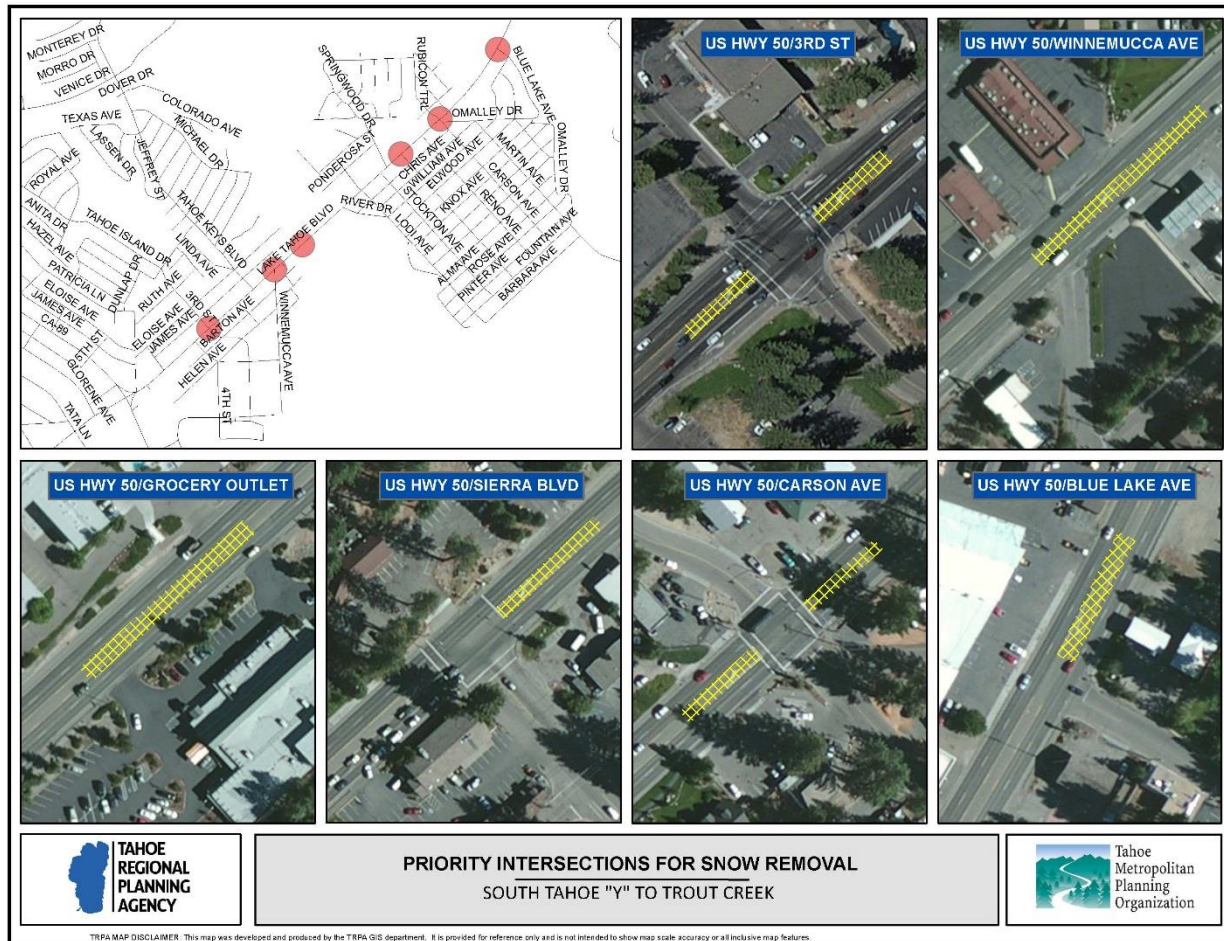 MONTEREY DR
MORRO DR
VENICE DR
DOVER DR
TEXAS AVE
COLORADO AVE
LASSEN DR
JEFFREY ST
MICHAEL DR
ROYAL AVE
ANITA DR
HAZEL AVE
TAHOE ISLAND DR
TAHOE KEYS BLVD
LINDA AVE
PATRICIA LN
DUNLAP DR
RUTH AVE
ELOISE AVE
JAMES AVE
CA-89
5TH ST
ELOISE AVE
JAMES AVE
3RD ST
BARTON AVE
HELEN AVE
GLORENE AVE
TATA LN
4TH ST
WINNEMUCCA AVE
LAKE TAHOE BLVD
SPRINGWOOD DR
RUBICON TRL
PONDEROSA ST
RIVER DR
BLUE LAKE AVE
OMALLEY DR
CHRIS AVE
WILLIAM AVE
ELWOOD AVE
MARTIN AVE
OMALLEY DR
STOCKTON AVE
KNOX AVE
CARSON AVE
RENO AVE
LODI AVE
ALMA AVE
ROSE AVE
PINTER AVE
FOUNTAIN AVE
BARBARA AVE
US HWY 50/3RD ST
US HWY 50/WINNEMUCCA AVE
US HWY 50/GROCERY OUTLET
US HWY 50/SIERRA BLVD
US HWY 50/CARSON AVE
US HWY 50/BLUE LAKE AVE
TAHOE
REGIONAL
PLANNING
AGENCY
PRIORITY INTERSECTIONS FOR SNOW REMOVAL
SOUTH TAHOE "Y" TO TROUT CREEK
Tahoe
Metropolitan
Planning
Organization
TRPA MAP DISCLAIMER: This map was developed and produced by the TRPA GIS department. It is provided for reference only and is not intended to show map scale accuracy or all inclusive map features.